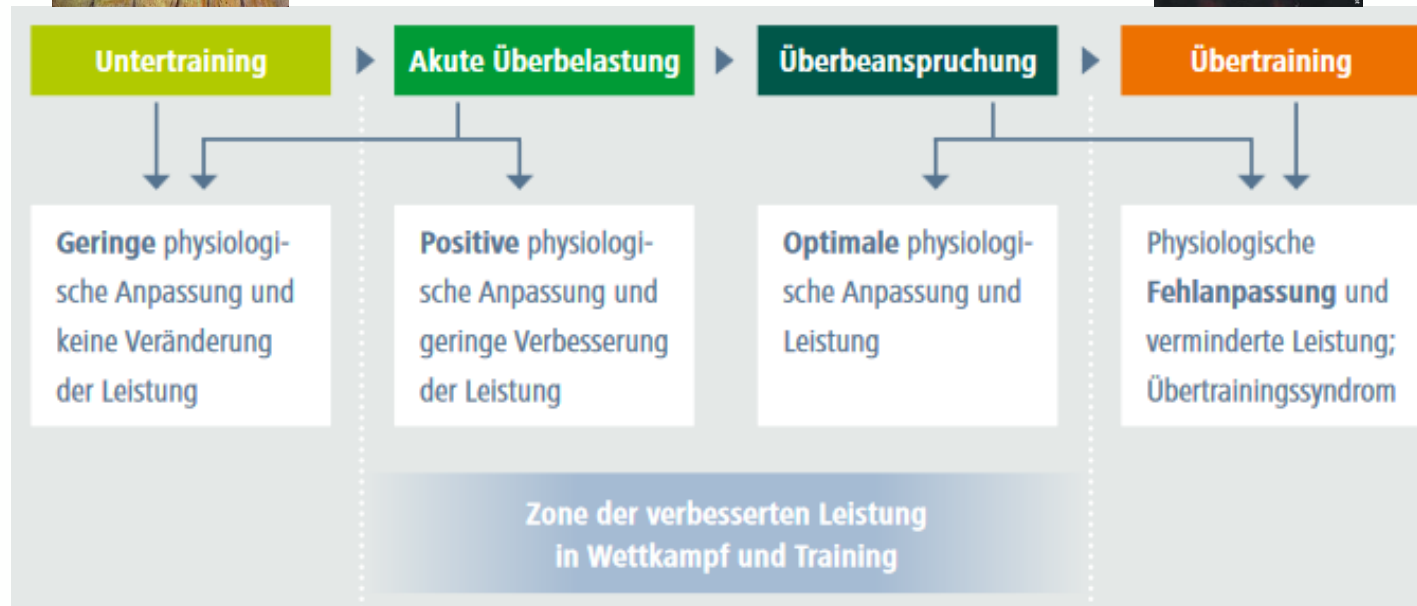 Untertraining
Akute Überbelastung
Überbeanspruchung
Übertraining
Geringe physiologi-
sche Anpassung und
keine Veränderung
der Leistung
Positive physiologi-
sche Anpassung und
geringe Verbesserung
der Leistung
Optimale physiologi-
sche Anpassung und
Leistung
Physiologische
Fehlanpassung und
verminderte Leistung;
Übertrainingssyndrom
Zone der verbesserten Leistung
in Wettkampf und Training